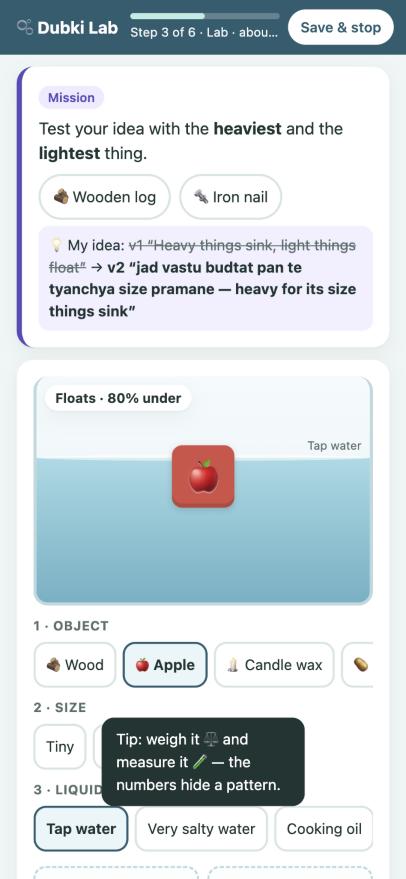 Dubki Lab
Step 3 of 6 · Lab · abou...
Save & stop
Mission
Test your idea with the heaviest and the
lightest thing.
Wooden log
Iron nail
My idea: v1 “Heavy things sink, light things
float” → v2 “jad vastu budtat pan te
tyanchya size pramane — heavy for its size
things sink”
Floats · 80% under
Tap water
1 · OBJECT
Wood
Apple
Candle wax
2 · SIZE
Tiny
Tip: weigh it ⚖️ and
measure it 🧪 — the
numbers hide a pattern.
3 · LIQUID
Tap water
Very salty water
Cooking oil